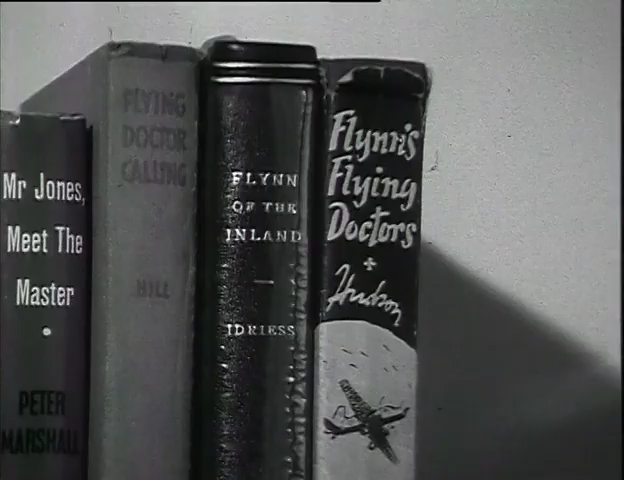 Mr Jones,
Meet The
Master
PETER
MARSHALL
FLYING
DOCTOR
CALLING
HILL
FLYNN
OF THE
INLAND
IDRIESS
Flynn's
Flying
Doctors
Hudson